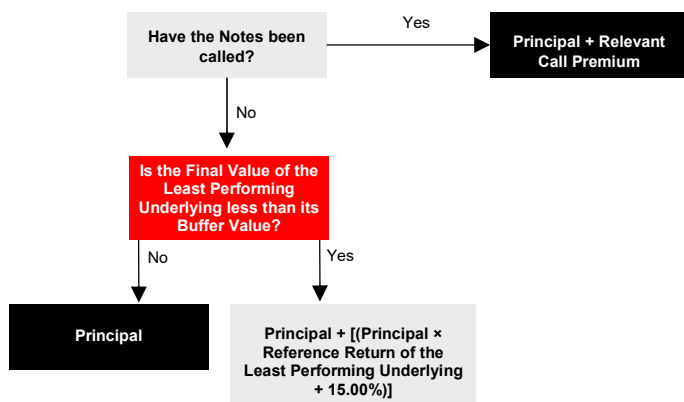 Have the Notes been
called?
Yes
Principal + Relevant
Call Premium
No
Is the Final Value of the
Least Performing
Underlying less than its
Buffer Value?
No
Yes
Principal
Principal + [(Principal ×
Reference Return of the
Least Performing Underlying
+ 15.00%)]